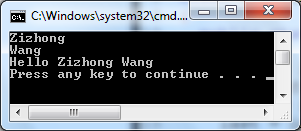 C:\Windows\system32\cmd....
Zizhong
Wang
Hello Zizhong Wang
Press any key to continue . . .